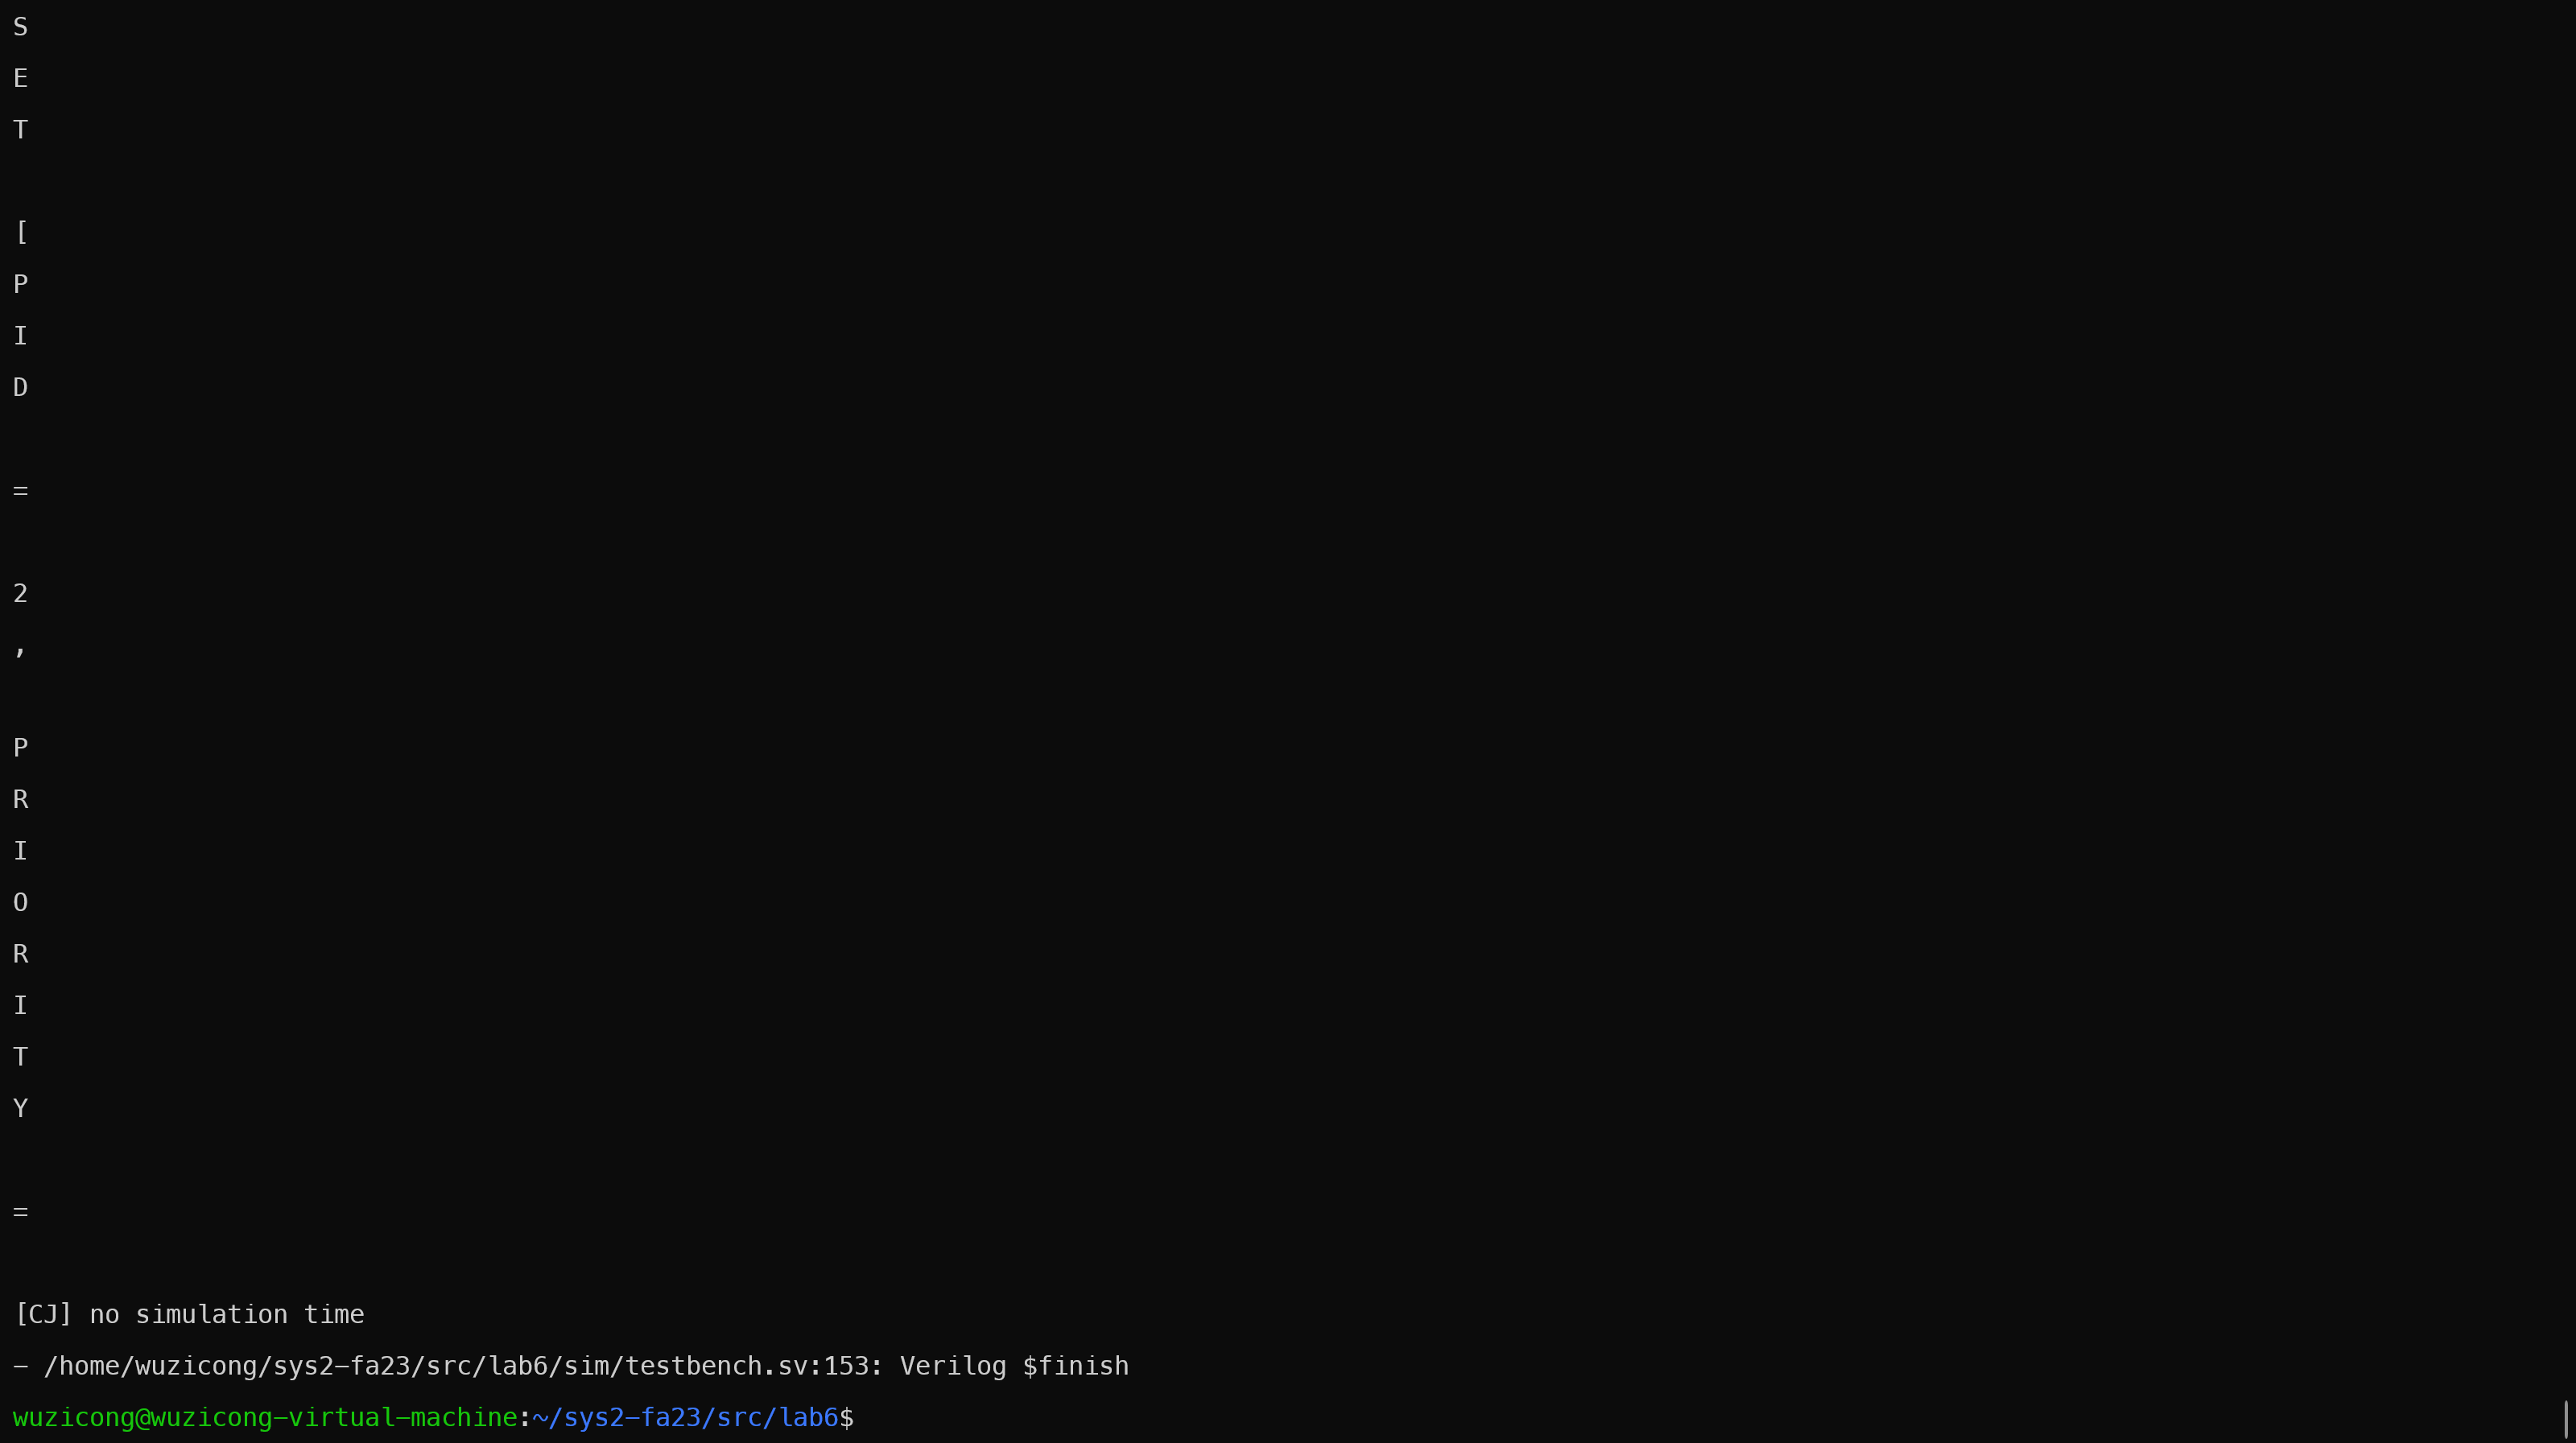 S
E
T
[
P
I
D
=
2
,
P
R
I
O
R
I
T
Y
=
[CJ] no simulation time
- /home/wuzicong/sys2-fa23/src/lab6/sim/testbench.sv:153: Verilog $finish
wuzicong@wuzicong-virtual-machine:~/sys2-fa23/src/lab6$